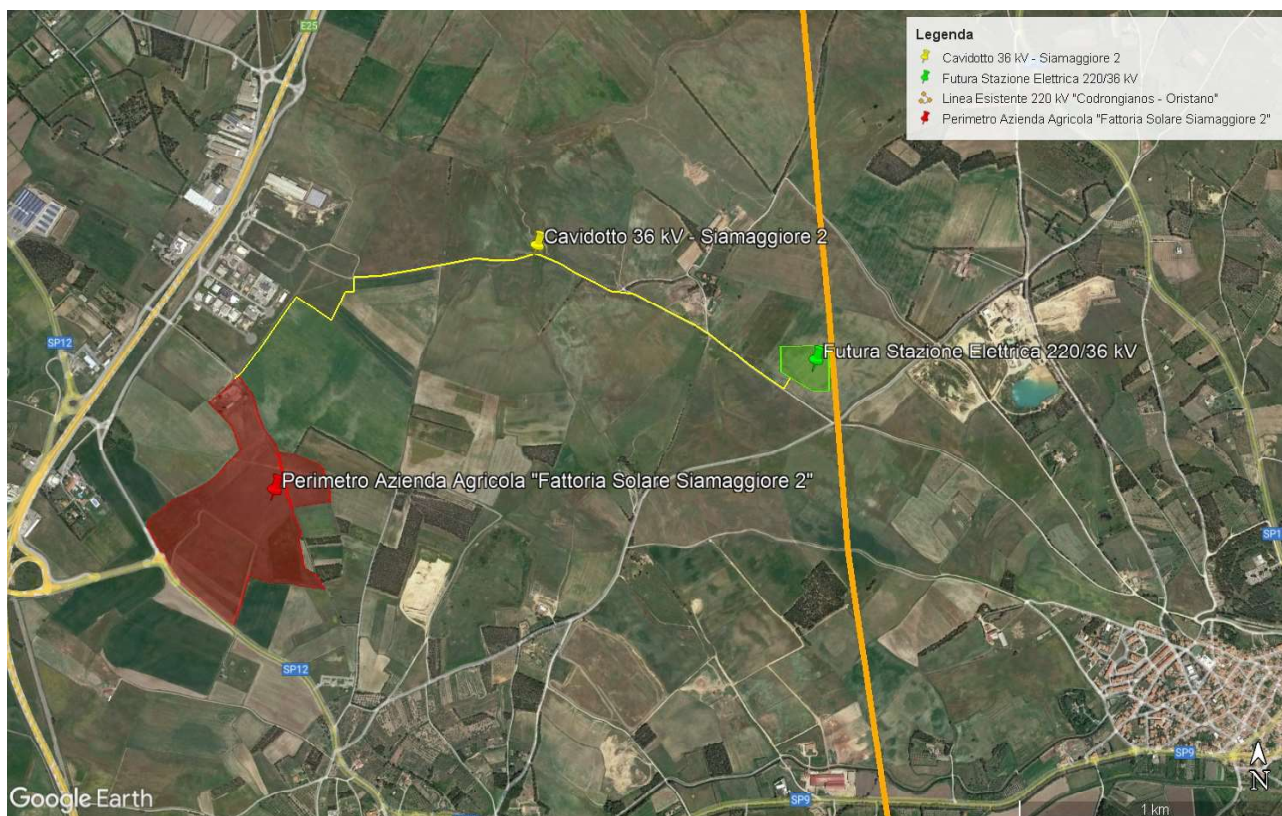 E25
Legenda
Cavidotto 36 kV - Siamaggiore 2
Futura Stazione Elettrica 220/36 kV
Linea Esistente 220 kV "Codrongianos - Oristano"
Perimetro Azienda Agricola "Fattoria Solare Siamaggiore 2"
Cavidotto 36 kV - Siamaggiore 2
SP12
Futura Stazione Elettrica 220/36 kV
Perimetro Azienda Agricola "Fattoria Solare Siamaggiore 2"
SP1
SP12
SP9
N
Google Earth
SP9
1 km